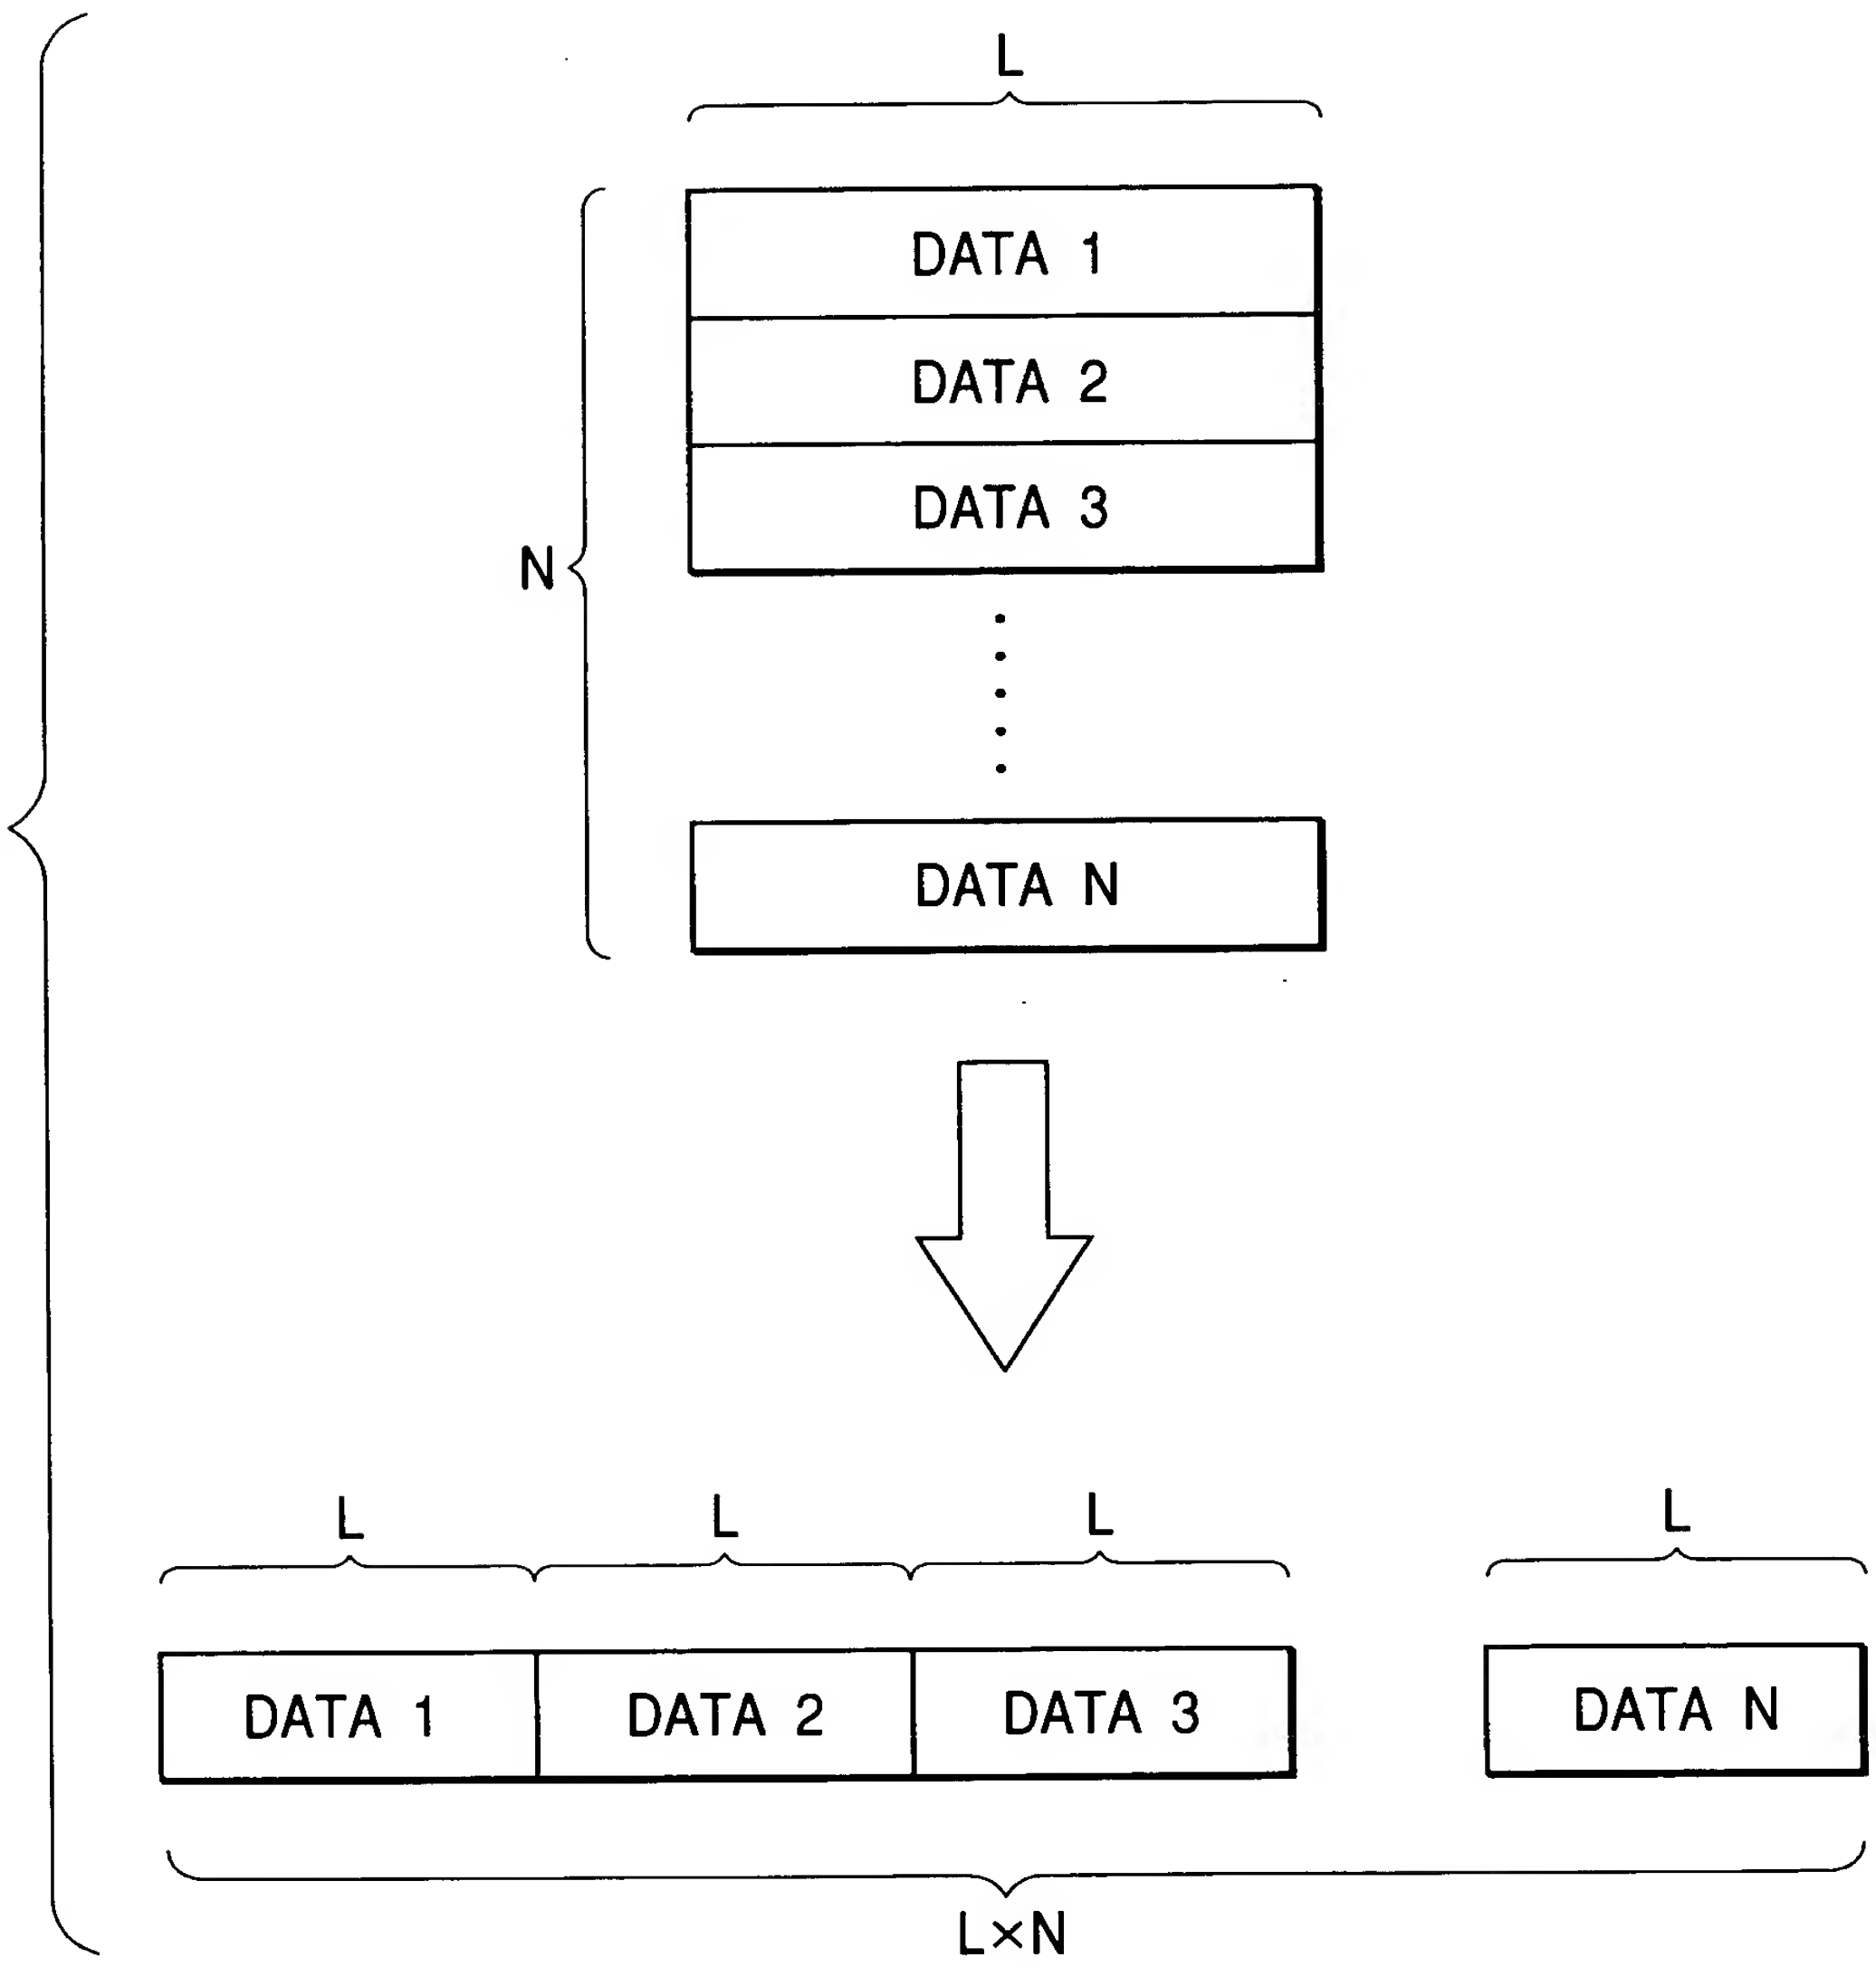 L
DATA 1
DATA 2
DATA 3
N
DATA N
L L L L
DATA 1 DATA 2 DATA 3 DATA N
L×N